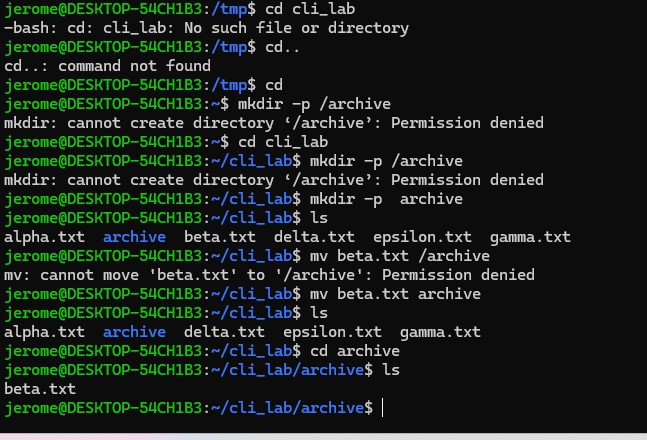 jerome@DESKTOP-54CH1B3:/tmp$ cd cli_lab
-bash: cd: cli_lab: No such file or directory
jerome@DESKTOP-54CH1B3:/tmp$ cd..
cd..: command not found
jerome@DESKTOP-54CH1B3:/tmp$ cd
jerome@DESKTOP-54CH1B3:~$ mkdir -p /archive
mkdir: cannot create directory ‘/archive’: Permission denied
jerome@DESKTOP-54CH1B3:~$ cd cli_lab
jerome@DESKTOP-54CH1B3:~/cli_lab$ mkdir -p /archive
mkdir: cannot create directory ‘/archive’: Permission denied
jerome@DESKTOP-54CH1B3:~/cli_lab$ mkdir -p  archive
jerome@DESKTOP-54CH1B3:~/cli_lab$ ls
alpha.txt  archive  beta.txt  delta.txt  epsilon.txt  gamma.txt
jerome@DESKTOP-54CH1B3:~/cli_lab$ mv beta.txt /archive
mv: cannot move 'beta.txt' to '/archive': Permission denied
jerome@DESKTOP-54CH1B3:~/cli_lab$ mv beta.txt archive
jerome@DESKTOP-54CH1B3:~/cli_lab$ ls
alpha.txt  archive  delta.txt  epsilon.txt  gamma.txt
jerome@DESKTOP-54CH1B3:~/cli_lab$ cd archive
jerome@DESKTOP-54CH1B3:~/cli_lab/archive$ ls
beta.txt
jerome@DESKTOP-54CH1B3:~/cli_lab/archive$